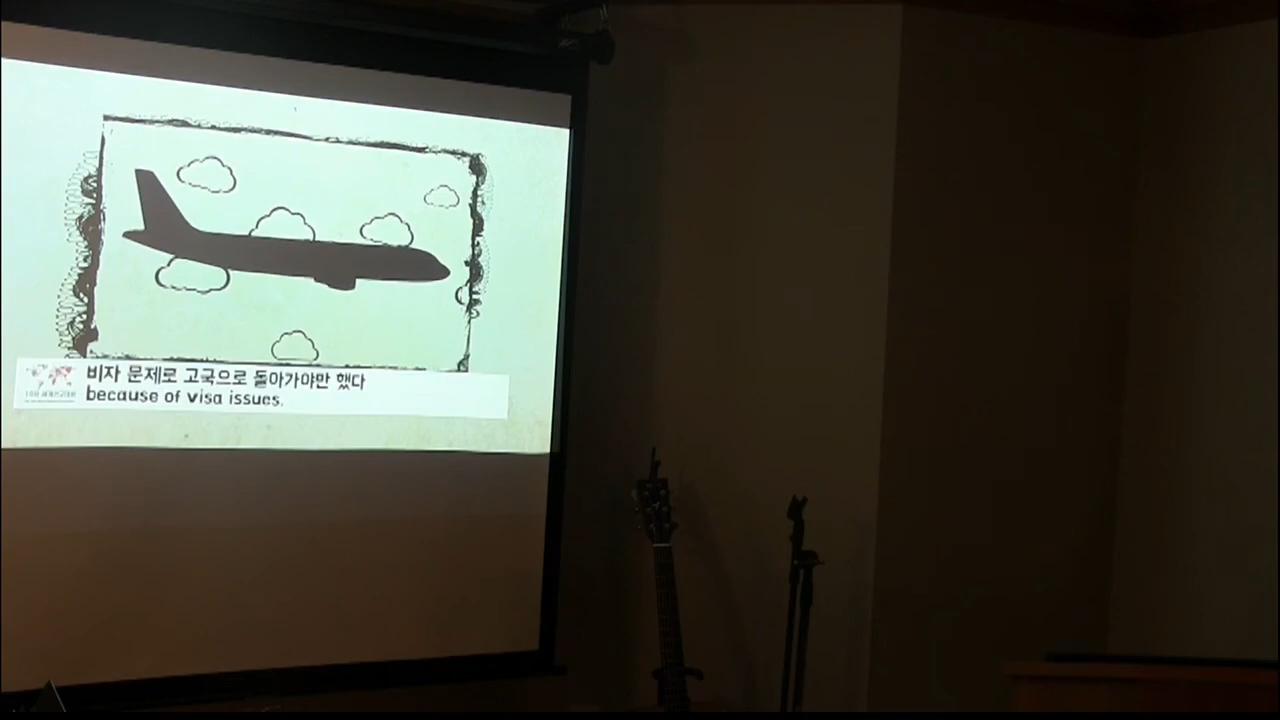 비자 문제로 고국으로 돌아가야만 했다
because of visa issues.